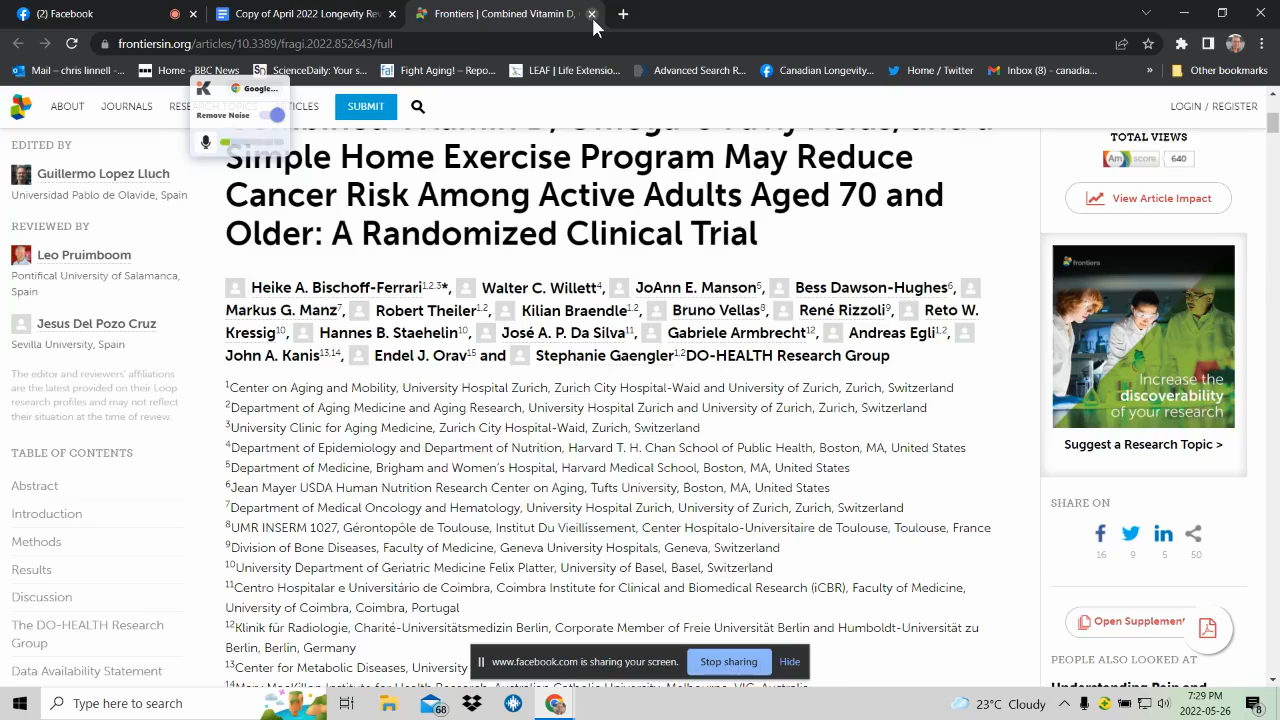 (2) Facebook
Longevity Rev
Frontiers | Combined Vitamin D,
frontiersin.org/articles/10.3389/fragi.2022.852643/full
Mail – chris linnell –...
Home - BBC News
ScienceDaily: Your s...
Fight Aging! – Repo...
LEAF | Life Extensio...
Advanced Search R...
Canadian Longevity...
(2) Twitter
Inbox (8) - canadia...
»
Other bookmarks
Google...
Remove Noise
ABOUT
JOURNALS
RESEARCH TOPICS
ARTICLES
SUBMIT
LOGIN / REGISTER
EDITED BY
Guillermo Lopez Lluch
Universidad Pablo de Olavide, Spain
REVIEWED BY
Leo Pruimboom
Pontifical University of Salamanca,
Spain
Jesus Del Pozo Cruz
Sevilla University, Spain
The editor and reviewers' affiliations
are the latest provided on their Loop
research profiles and may not reflect
their situation at the time of review.
TABLE OF CONTENTS
Abstract
Introduction
Methods
Results
Discussion
The DO-HEALTH Research
Group
Data Availability Statement
Combined Vitamin D, Omega-3 Fatty Acids, and a
Simple Home Exercise Program May Reduce
Cancer Risk Among Active Adults Aged 70 and
Older: A Randomized Clinical Trial
Heike A. Bischoff-Ferrari1,2,3*, Walter C. Willett4, JoAnn E. Manson5, Bess Dawson-Hughes6,
Markus G. Manz7, Robert Theiler1,2, Kilian Braendle1,2, Bruno Vellas8, René Rizzoli9, Reto W.
Kressig10, Hannes B. Staehelin10, José A. P. Da Silva11, Gabriele Armbrecht12, Andreas Egli1,2,
John A. Kanis13,14, Endel J. Orav15 and Stephanie Gaengler1,2DO-HEALTH Research Group
1Center on Aging and Mobility, University Hospital Zurich, Zurich City Hospital-Waid and University of Zurich, Zurich, Switzerland
2Department of Aging Medicine and Aging Research, University Hospital Zurich and University of Zurich, Zurich, Switzerland
3University Clinic for Aging Medicine, Zurich City Hospital-Waid, Zurich, Switzerland
4Department of Epidemiology and Department of Nutrition, Harvard T. H. Chan School of Public Health, Boston, MA, United States
5Department of Medicine, Brigham and Women's Hospital, Harvard Medical School, Boston, MA, United States
6Jean Mayer USDA Human Nutrition Research Center on Aging, Tufts University, Boston, MA, United States
7Department of Medical Oncology and Hematology, University Hospital Zurich, Zurich, Switzerland
8UMR INSERM 1027, Gérontopôle de Toulouse, Institut Du Vieillissement, Center Hospitalo-Universitaire de Toulouse, Toulouse, France
9Division of Bone Diseases, Faculty of Medicine, Geneva University Hospitals, Geneva, Switzerland
10University Department of Geriatric Medicine Felix Platter, University of Basel, Basel, Switzerland
11Centro Hospitalar e Universitário de Coimbra, Coimbra Institute for Clinical and Biomedical Research (iCBR), Faculty of Medicine,
University of Coimbra, Coimbra, Portugal
12Klinik für Radiologie, Charité-Universitätsmedizin Berlin, Corporate Member of Freie Universität Berlin and Humboldt-Universität zu
Berlin, Berlin, Germany
13Center for Metabolic Diseases, University
TOTAL VIEWS
Am score 640
View Article Impact
frontiers
Increase the
discoverability
of your research
Suggest a Research Topic >
SHARE ON
16
9
5
50
Open Supplement
PEOPLE ALSO LOOKED AT
www.facebook.com is sharing your screen.
Stop sharing
Hide
Type here to search
68
23°C Cloudy
7:29 PM
2022-05-26
8